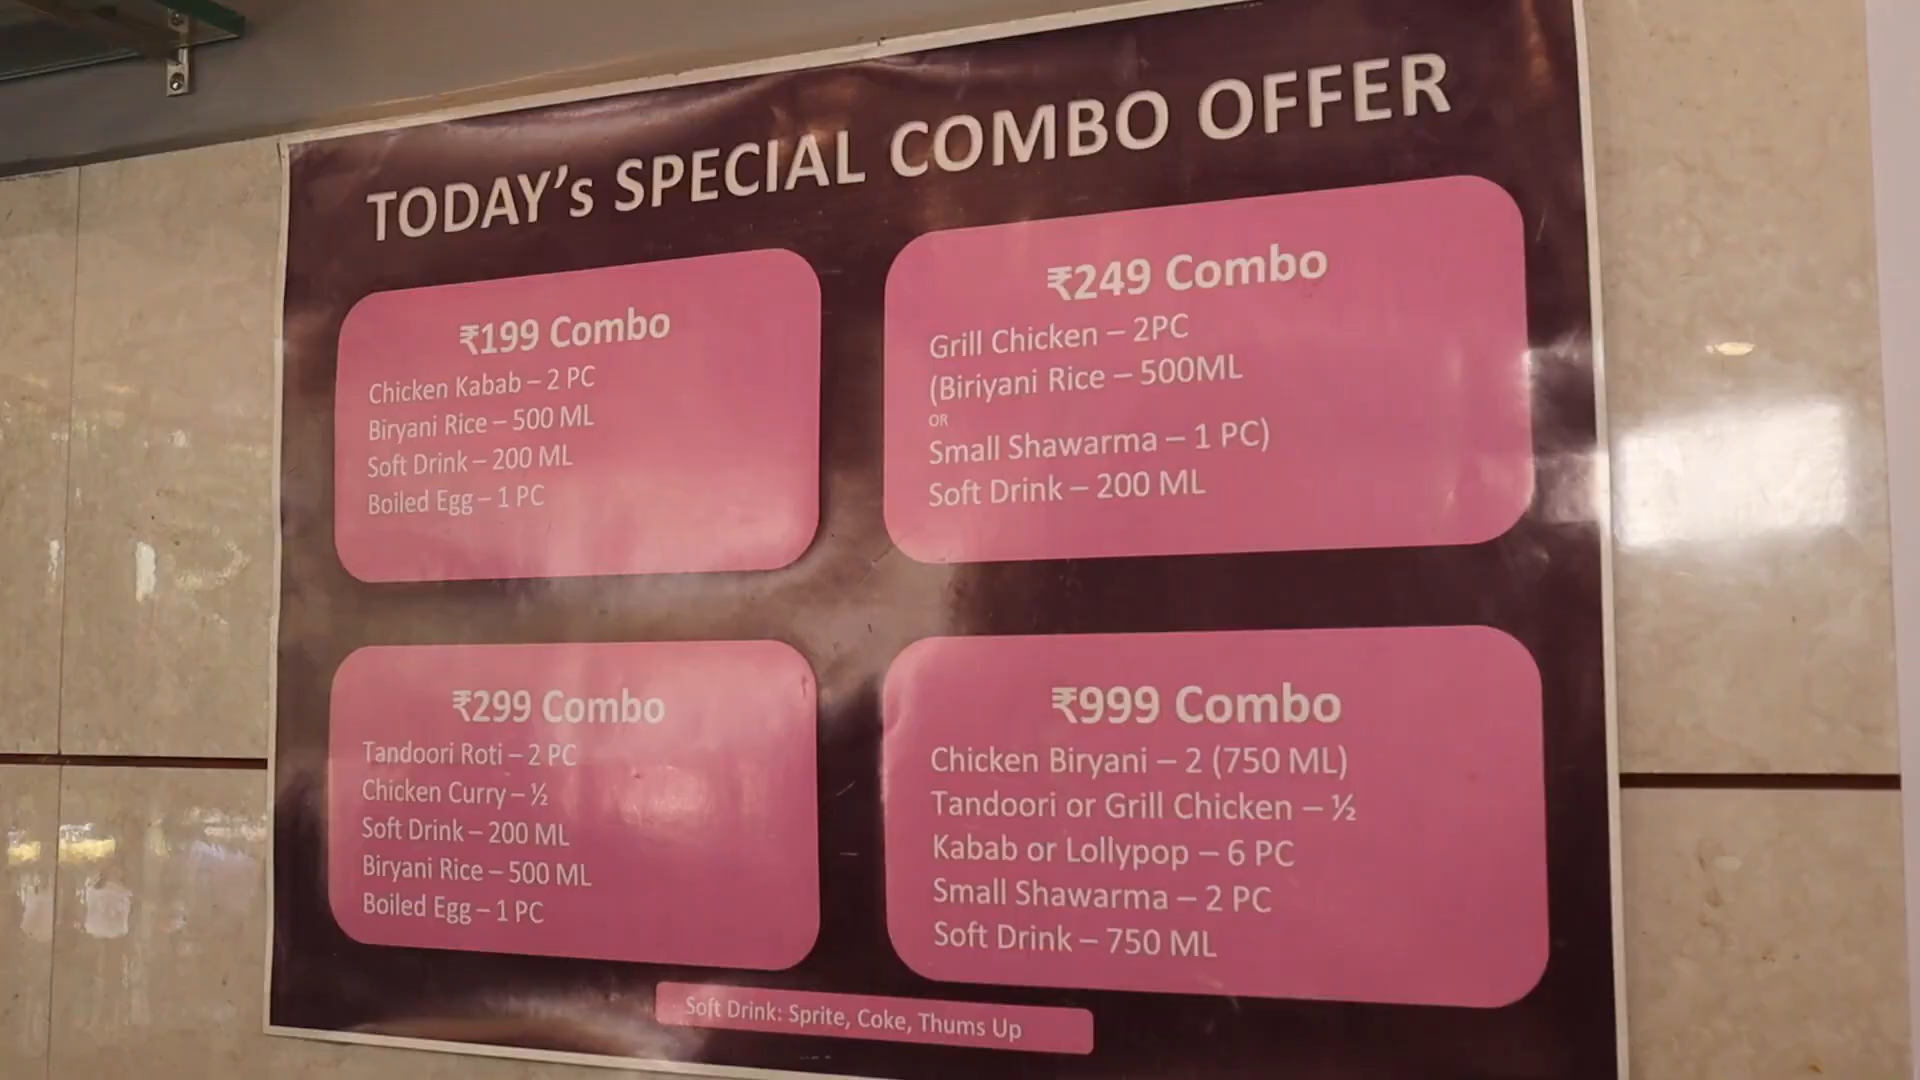 TODAY's SPECIAL COMBO OFFER
₹199 Combo
Chicken Kabab – 2 PC
Biryani Rice – 500 ML
Soft Drink – 200 ML
Boiled Egg – 1 PC
₹249 Combo
Grill Chicken – 2PC
(Biriyani Rice – 500ML
OR
Small Shawarma – 1 PC)
Soft Drink – 200 ML
₹299 Combo
Tandoori Roti – 2 PC
Chicken Curry – ½
Soft Drink – 200 ML
Biryani Rice – 500 ML
Boiled Egg – 1 PC
₹999 Combo
Chicken Biryani – 2 (750 ML)
Tandoori or Grill Chicken – ½
Kabab or Lollypop – 6 PC
Small Shawarma – 2 PC
Soft Drink – 750 ML
Soft Drink: Sprite, Coke, Thums Up